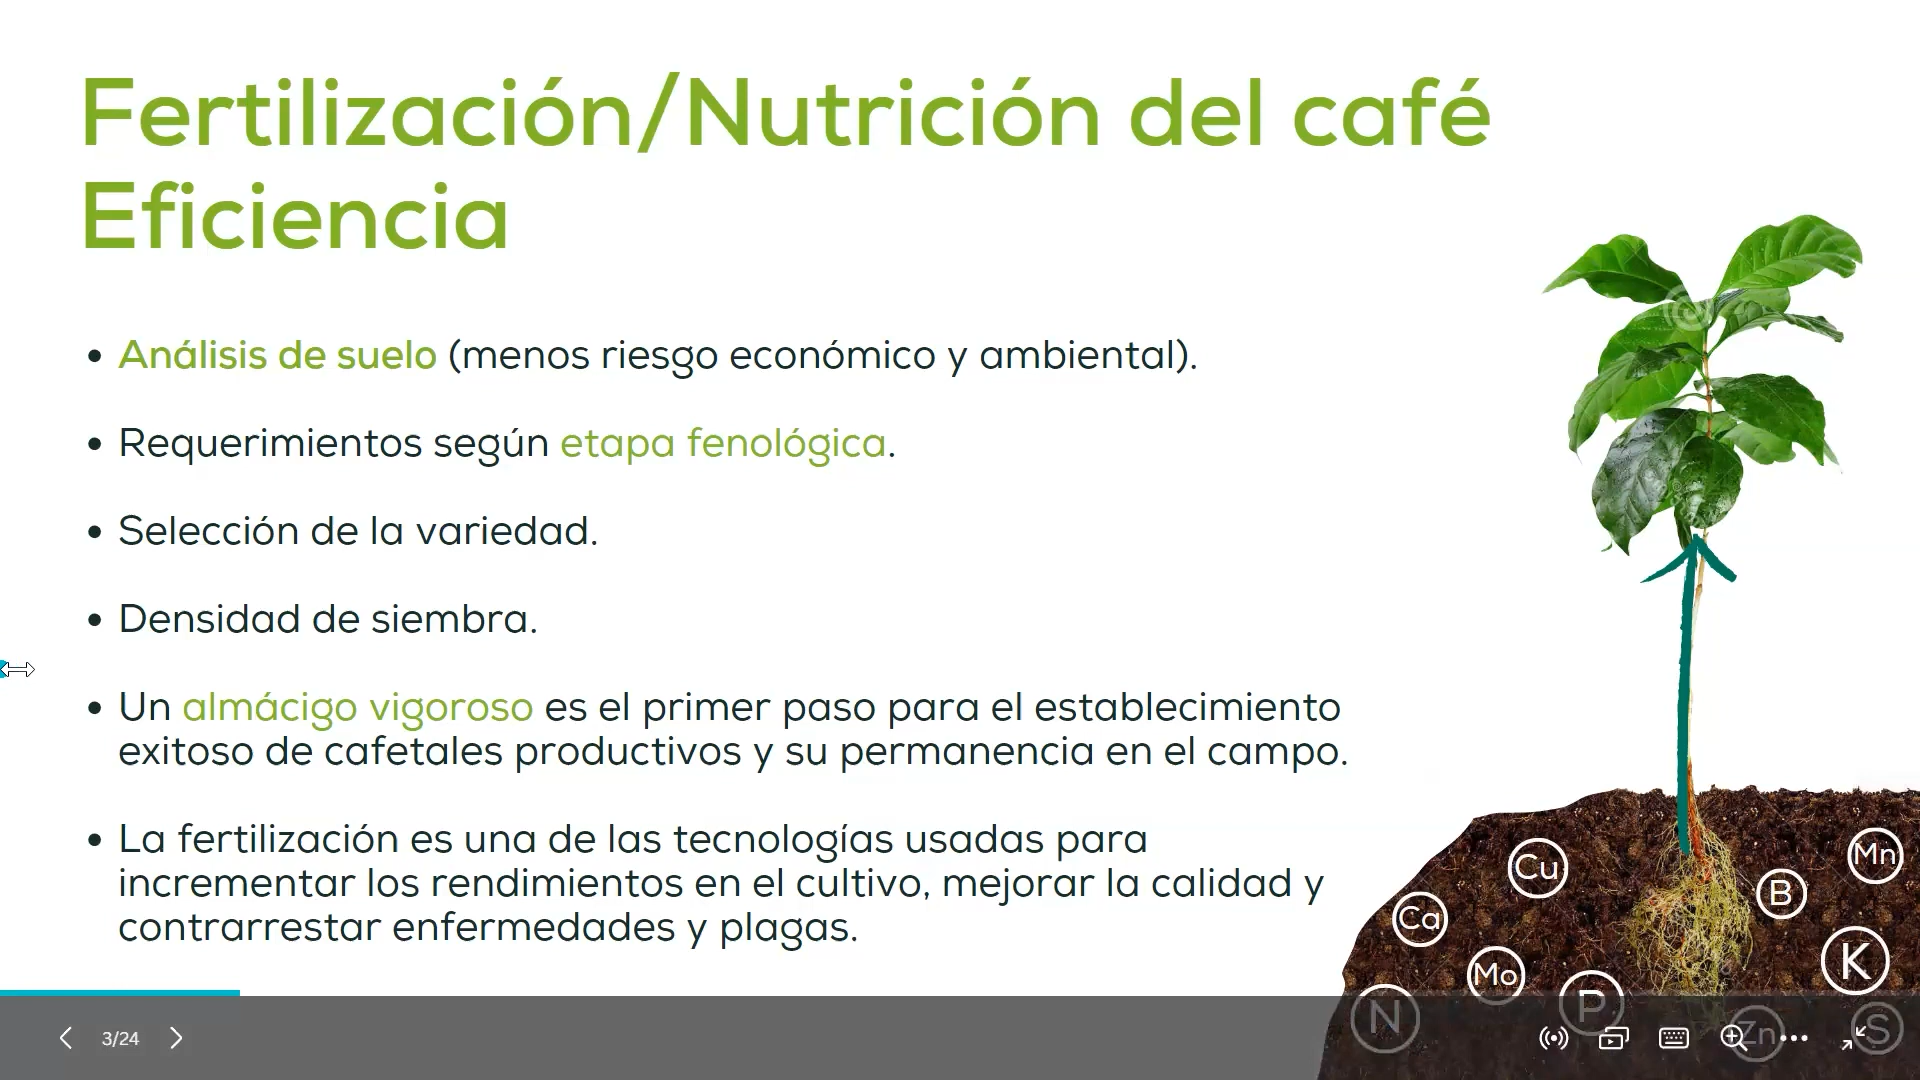 Fertilización/Nutrición del café
Eficiencia
• Análisis de suelo (menos riesgo económico y ambiental).
• Requerimientos según etapa fenológica.
• Selección de la variedad.
• Densidad de siembra.
• Un almácigo vigoroso es el primer paso para el establecimiento
exitoso de cafetales productivos y su permanencia en el campo.
• La fertilización es una de las tecnologías usadas para
incrementar los rendimientos en el cultivo, mejorar la calidad y
contrarrestar enfermedades y plagas.
Cu
Mn
B
Ca
K
Mo
P
N
Zn
S
3/24